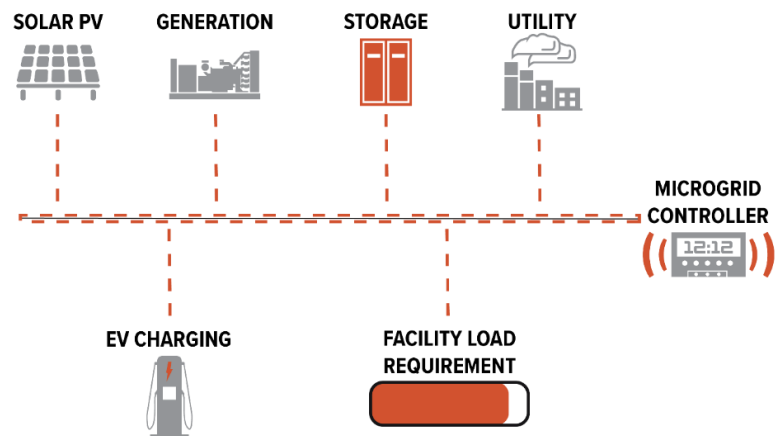 SOLAR PV
GENERATION
STORAGE
UTILITY
MICROGRID
CONTROLLER
12:12
EV CHARGING
FACILITY LOAD
REQUIREMENT